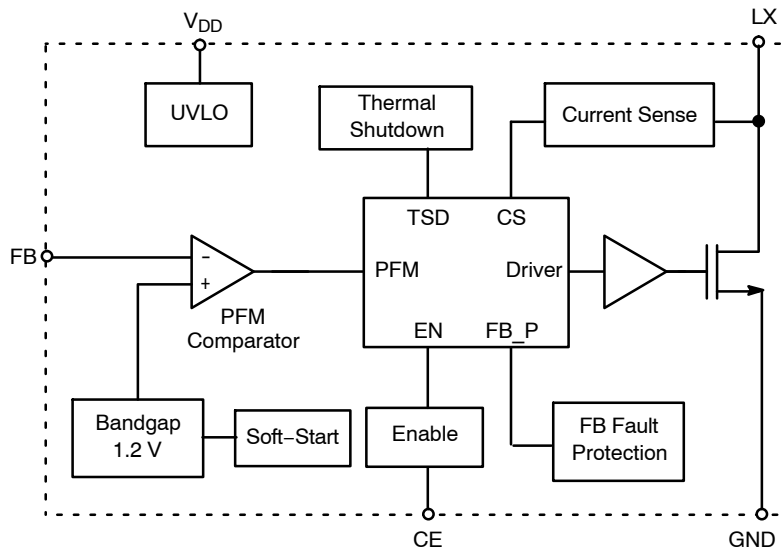 VDD
LX
UVLO
Thermal
Shutdown
Current Sense
TSD
CS
FB
−
+
PFM
Driver
PFM
Comparator
EN
FB_P
Bandgap
1.2 V
Soft−Start
Enable
FB Fault
Protection
CE
GND